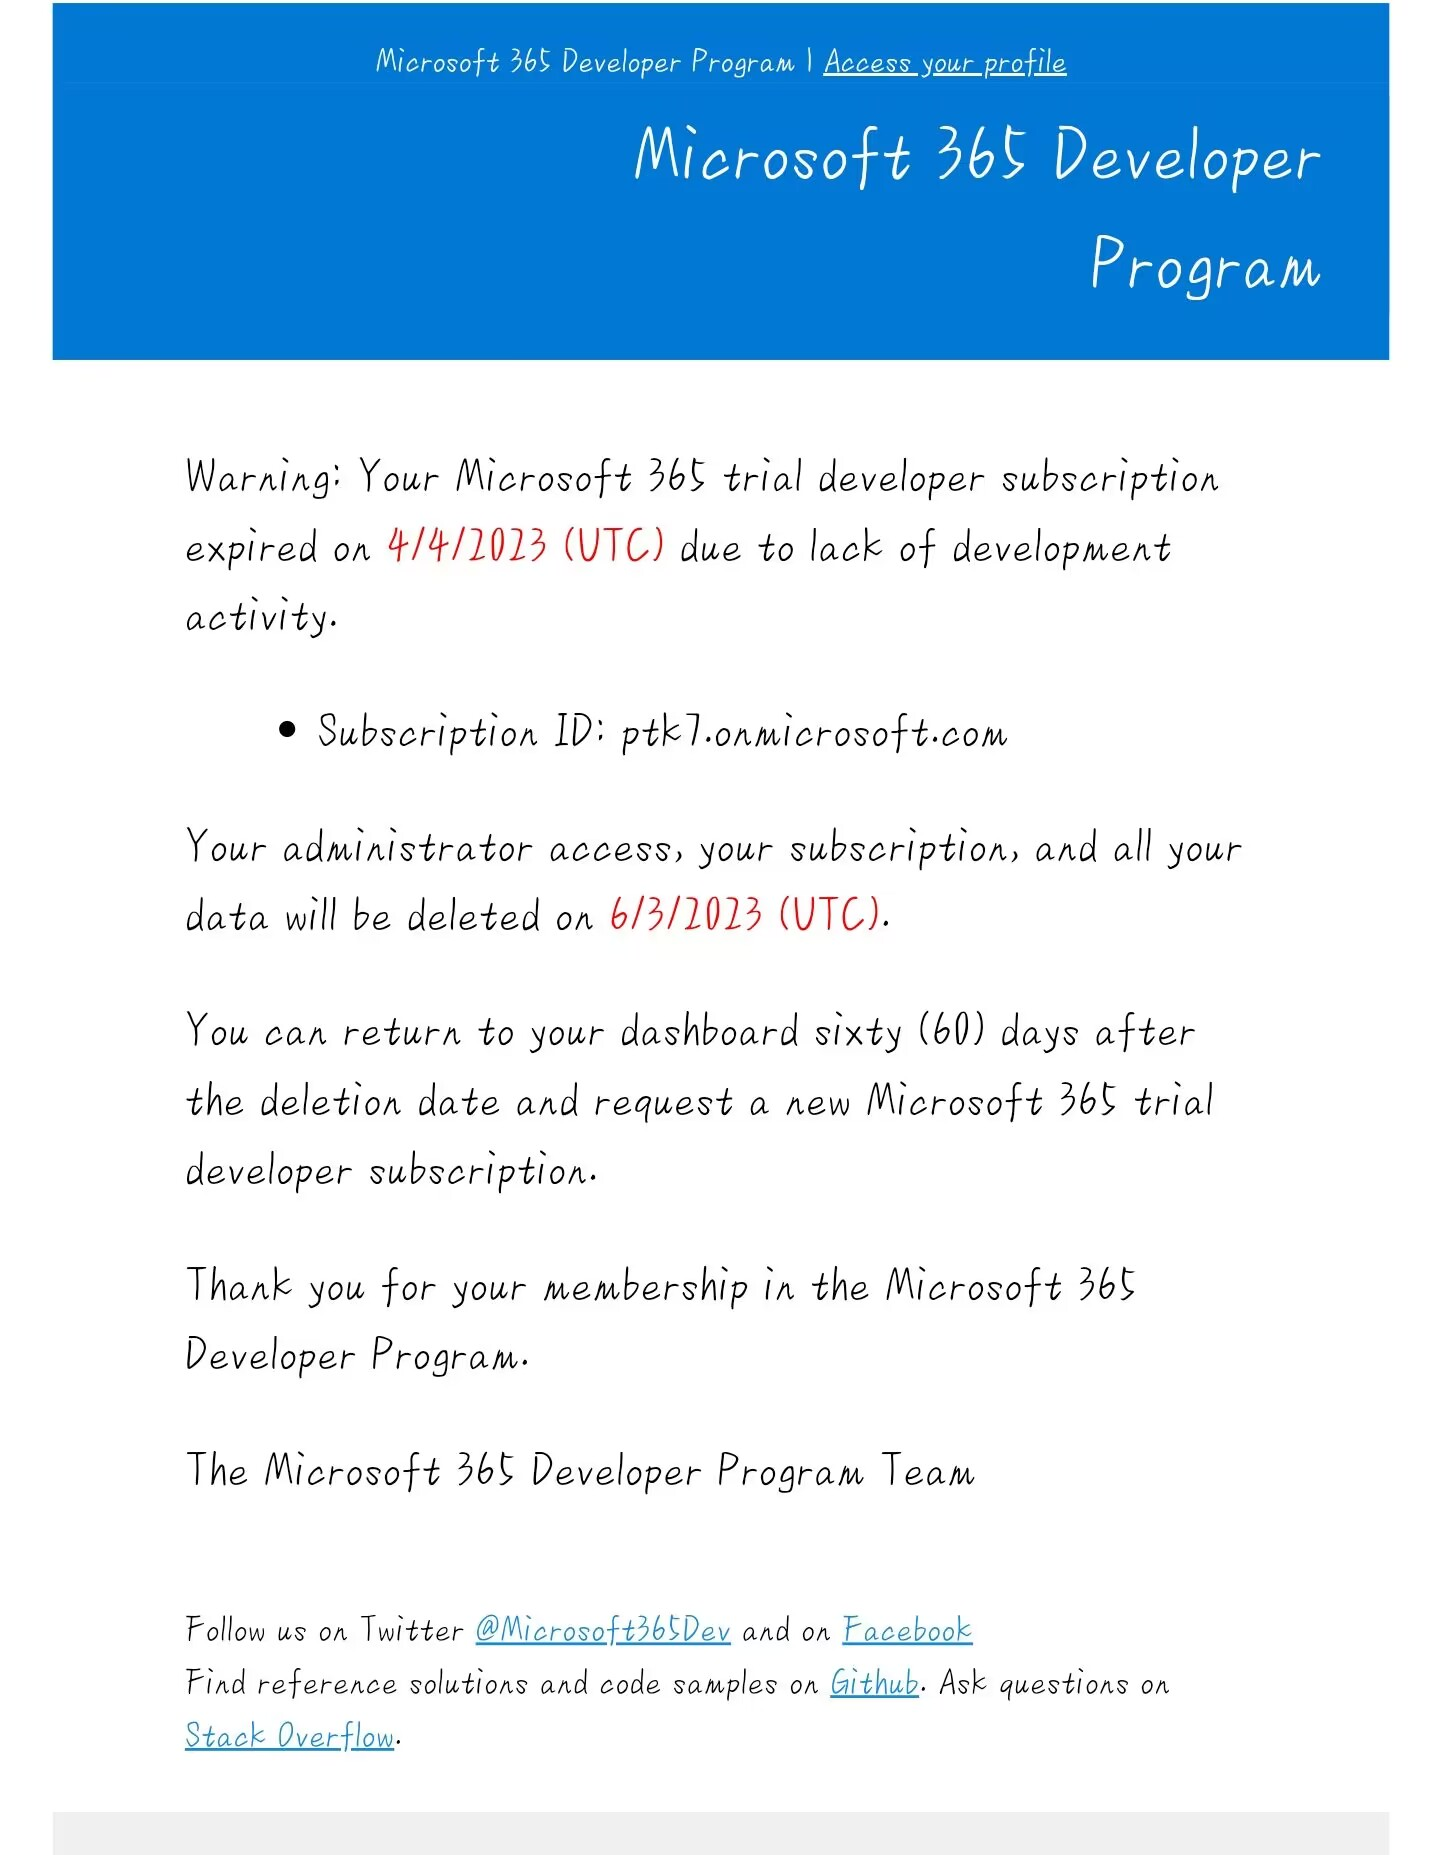 Microsoft 365 Developer Program | Access your profile
Microsoft 365 Developer
Program
Warning: Your Microsoft 365 trial developer subscription
expired on 4/4/2023 (UTC) due to lack of development
activity.
• Subscription ID: ptk7.onmicrosoft.com
Your administrator access, your subscription, and all your
data will be deleted on 6/3/2023 (UTC).
You can return to your dashboard sixty (60) days after
the deletion date and request a new Microsoft 365 trial
developer subscription.
Thank you for your membership in the Microsoft 365
Developer Program.
The Microsoft 365 Developer Program Team
Follow us on Twitter @Microsoft365Dev and on Facebook
Find reference solutions and code samples on Github. Ask questions on
Stack Overflow.